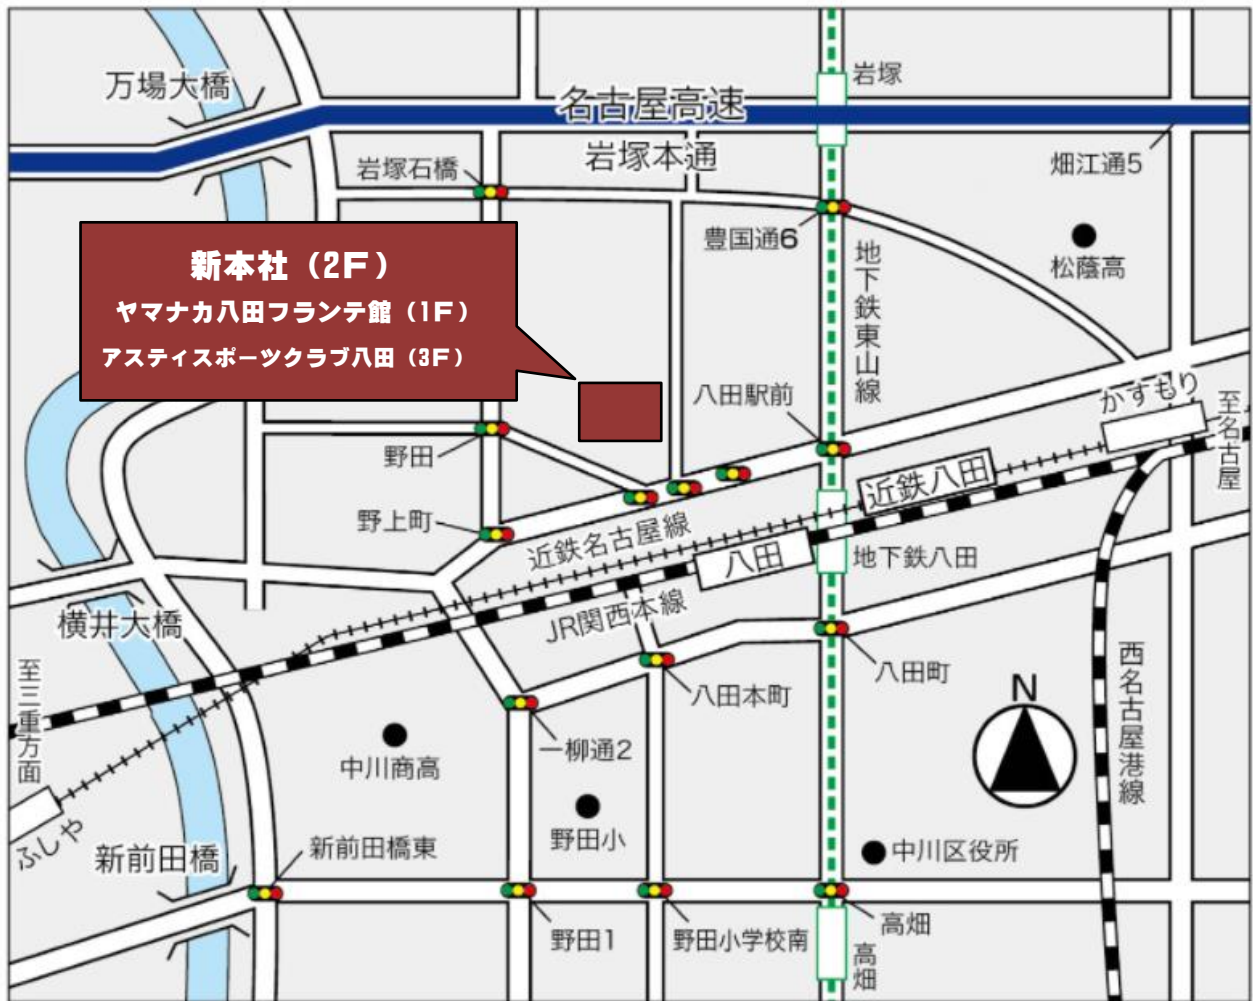 万場大橋
名古屋高速
岩塚
岩塚本通
畑江通5
岩塚石橋
豊国通6
松蔭高
新本社（2F）
ヤマナカ八田フランテ館（1F）
アスティスポーツクラブ八田（3F）
地下鉄東山線
八田駅前
かすもり
至名古屋
野田
近鉄八田
野上町
近鉄名古屋線
八田
地下鉄八田
横井大橋
JR関西本線
至三重方面
八田本町
八田町
N
西名古屋港線
一柳通2
中川商高
野田小
ふしや
新前田橋
新前田橋東
中川区役所
野田1
野田小学校南
高畑
高畑